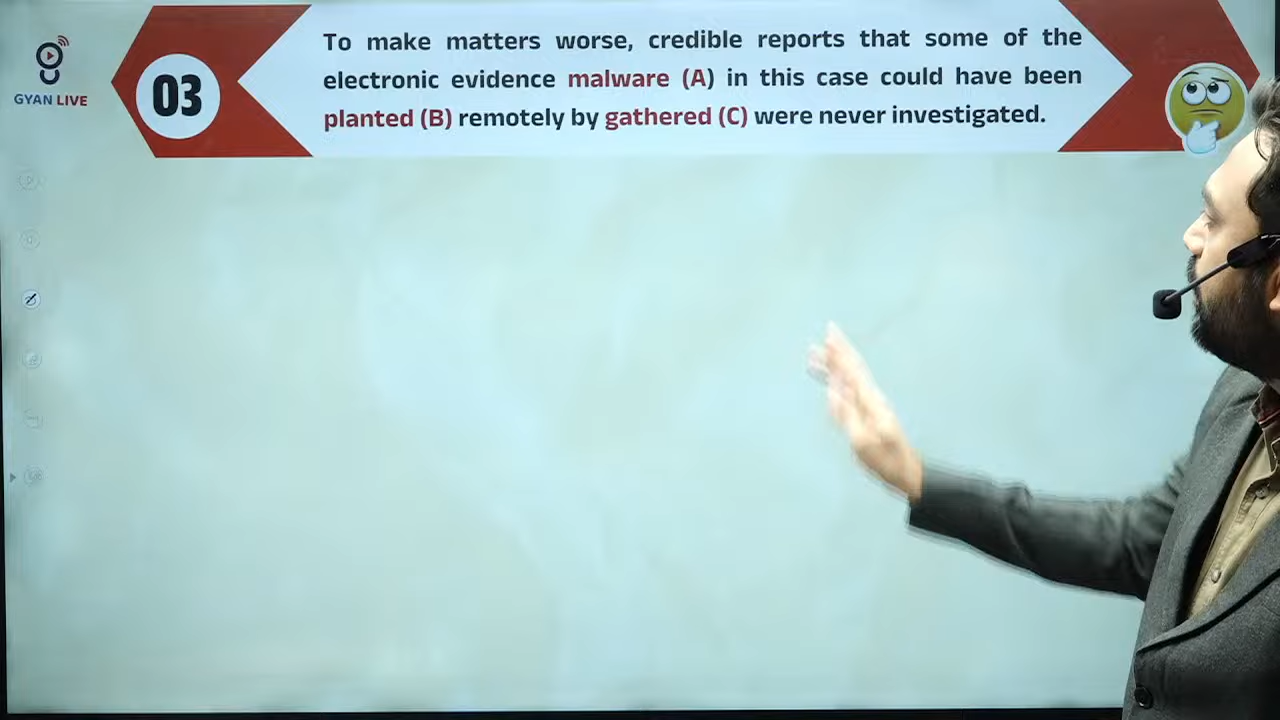 GYAN LIVE
03
To make matters worse, credible reports that some of the
electronic evidence malware (A) in this case could have been
planted (B) remotely by gathered (C) were never investigated.